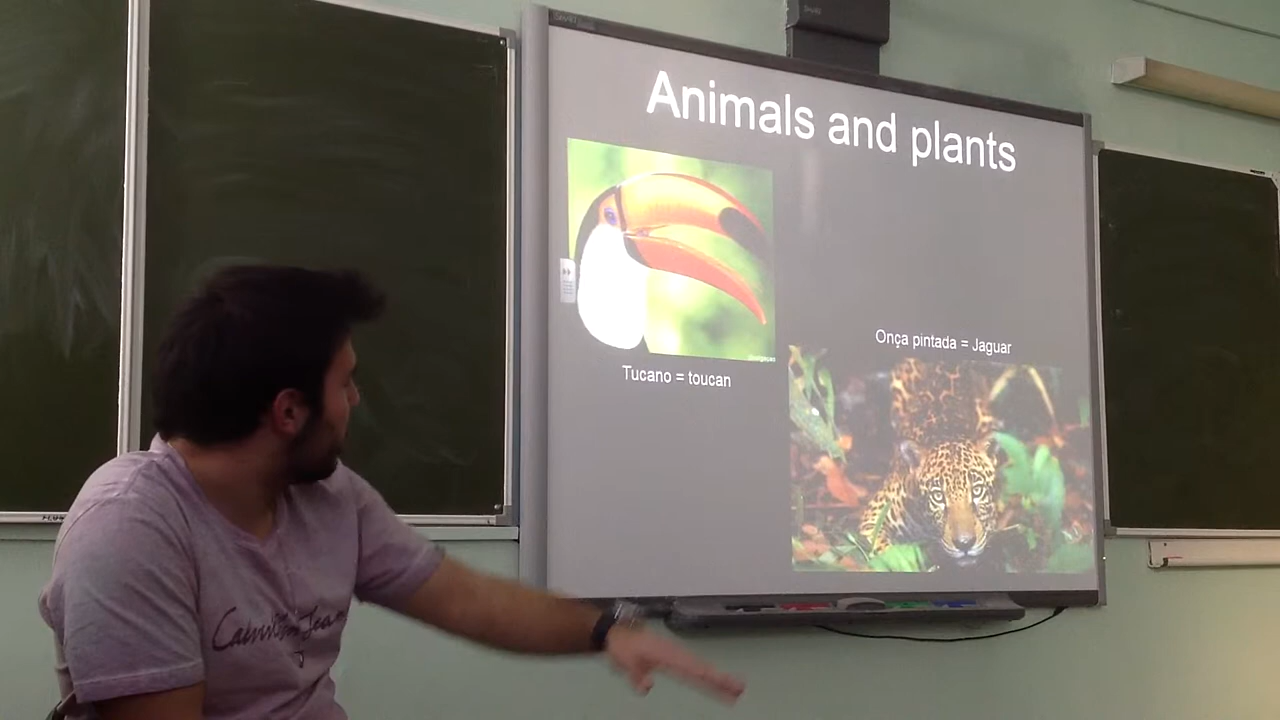 Animals and plants
Tucano = toucan
Onça pintada = Jaguar